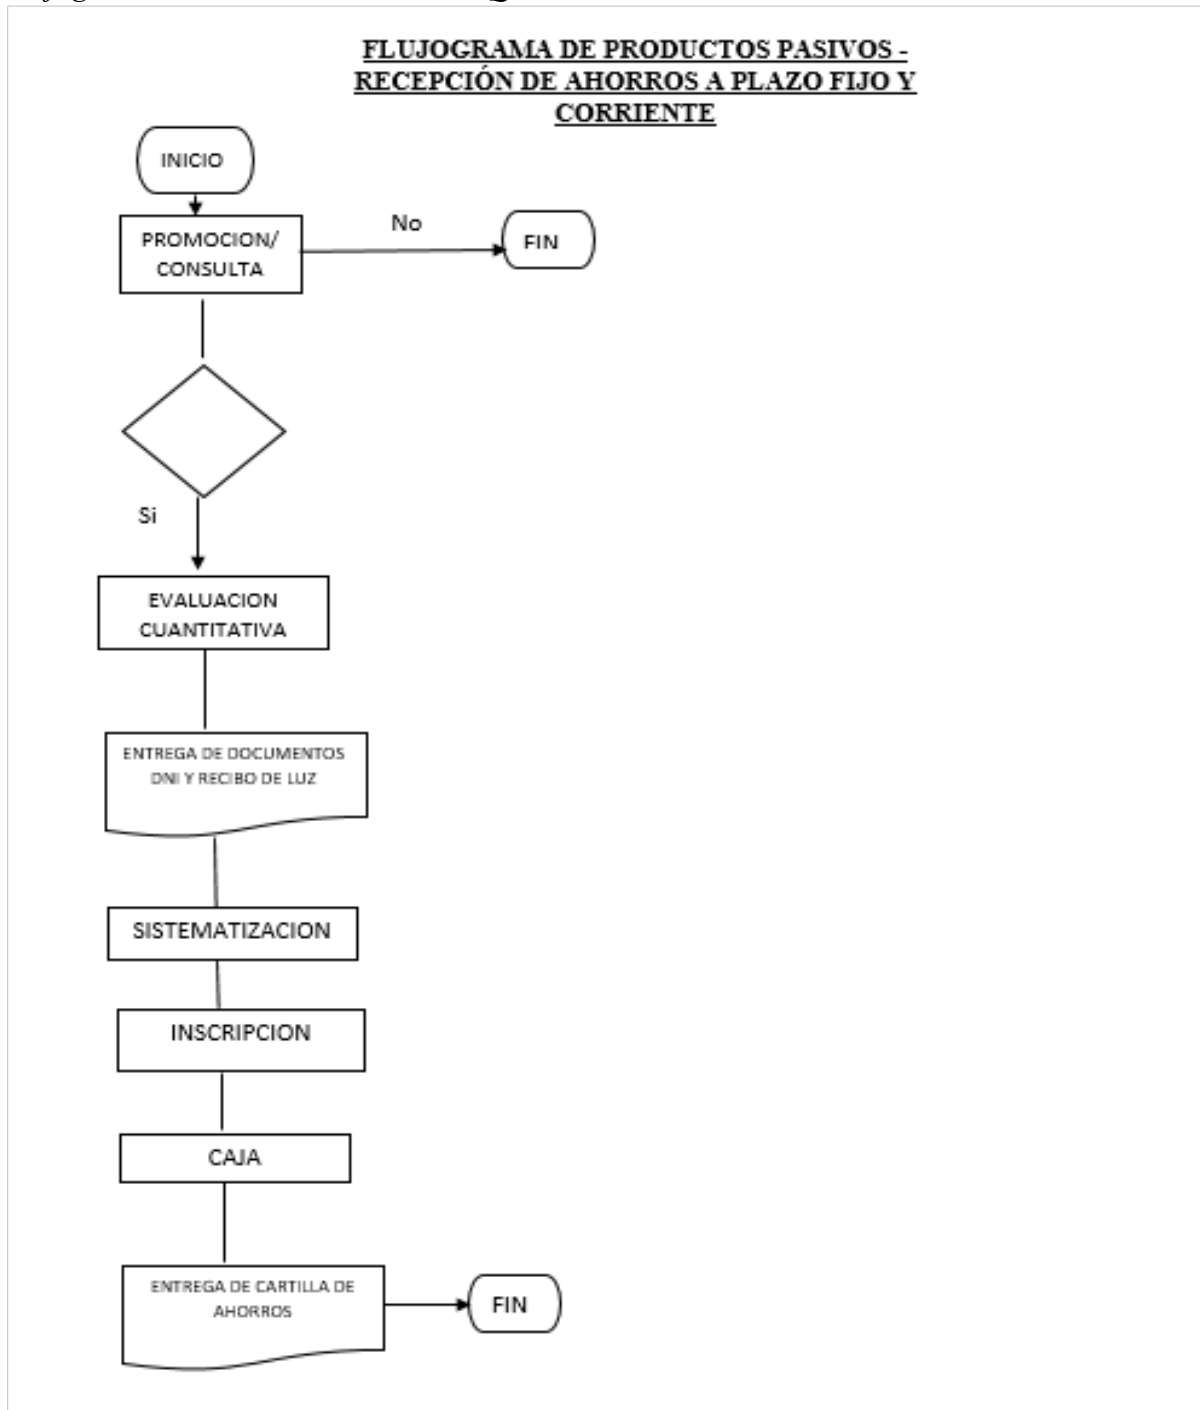 FLUJOGRAMA DE PRODUCTOS PASIVOS -
RECEPCIÓN DE AHORROS A PLAZO FIJO Y
CORRIENTE
INICIO
PROMOCION/
CONSULTA
No
FIN
Si
EVALUACION
CUANTITATIVA
ENTREGA DE DOCUMENTOS
DNI Y RECIBO DE LUZ
SISTEMATIZACION
INSCRIPCION
CAJA
ENTREGA DE CARTILLA DE
AHORROS
FIN